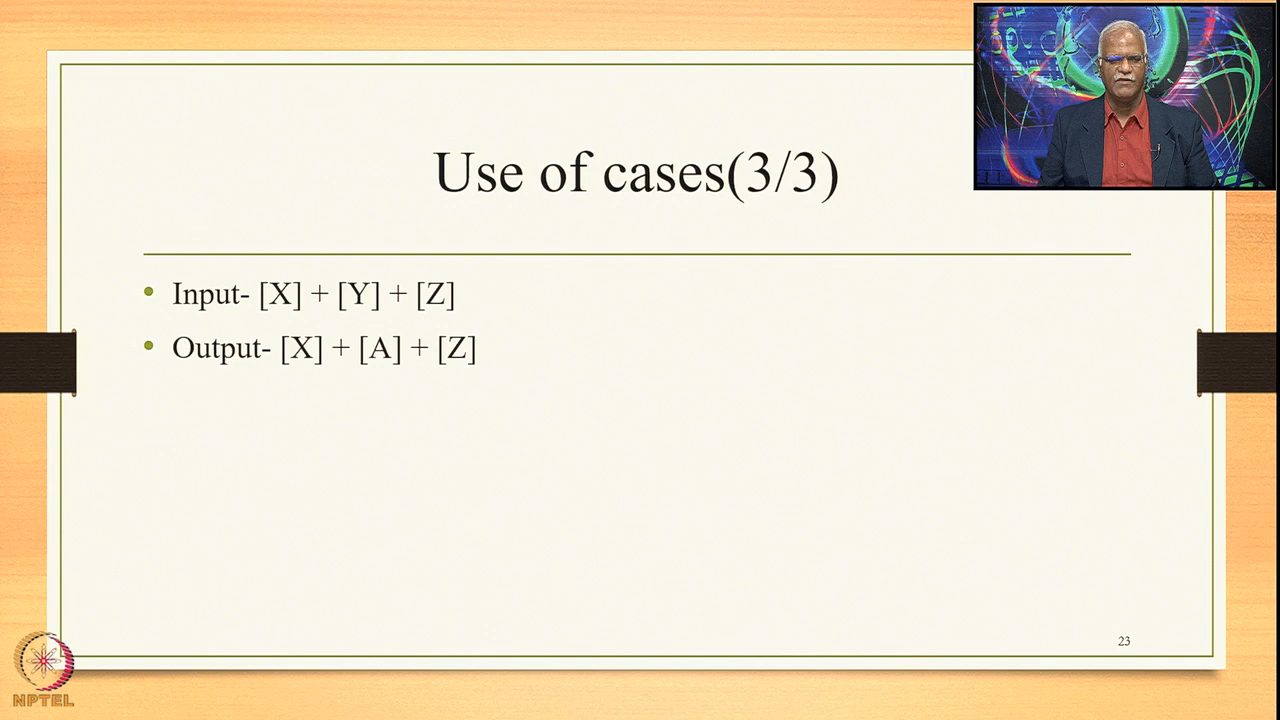 Use of cases(3/3)
• Input- [X] + [Y] + [Z]
• Output- [X] + [A] + [Z]
23
NPTEL